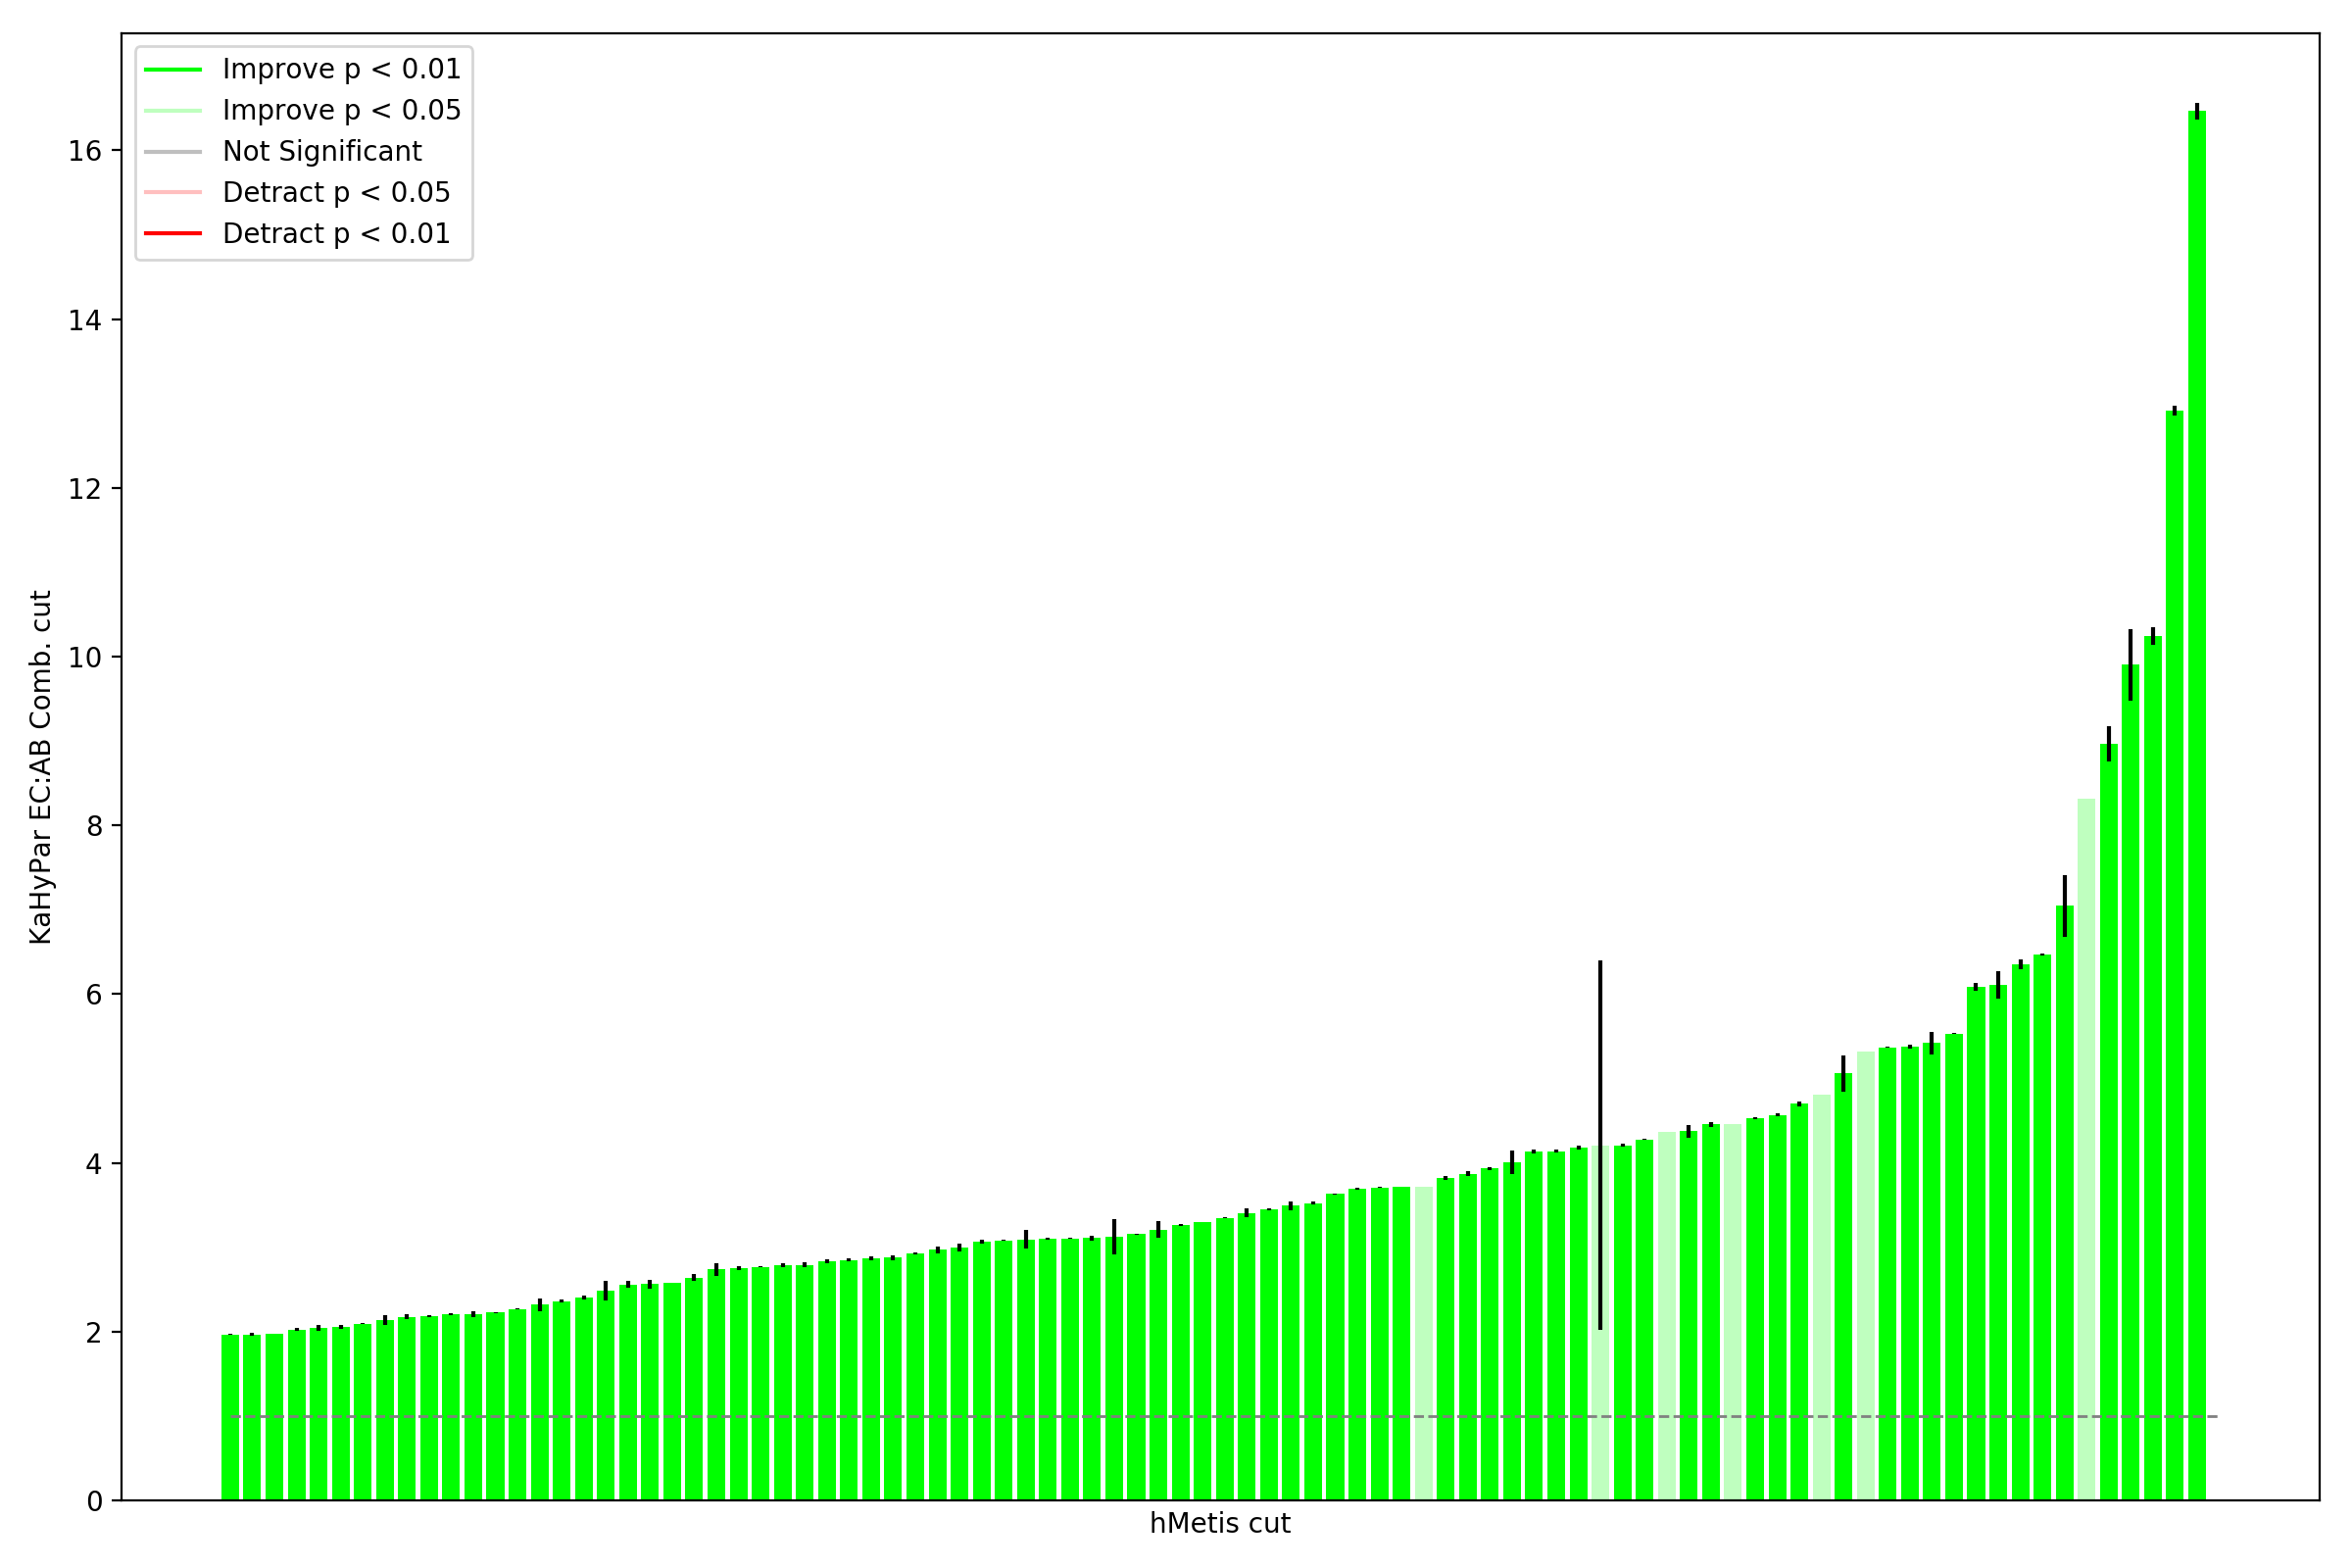 Improve p < 0.01
Improve p < 0.05
Not Significant
Detract p < 0.05
Detract p < 0.01
16
14
12
10
8
6
4
2
0
KaHyPar EC:AB Comb. cut
hMetis cut